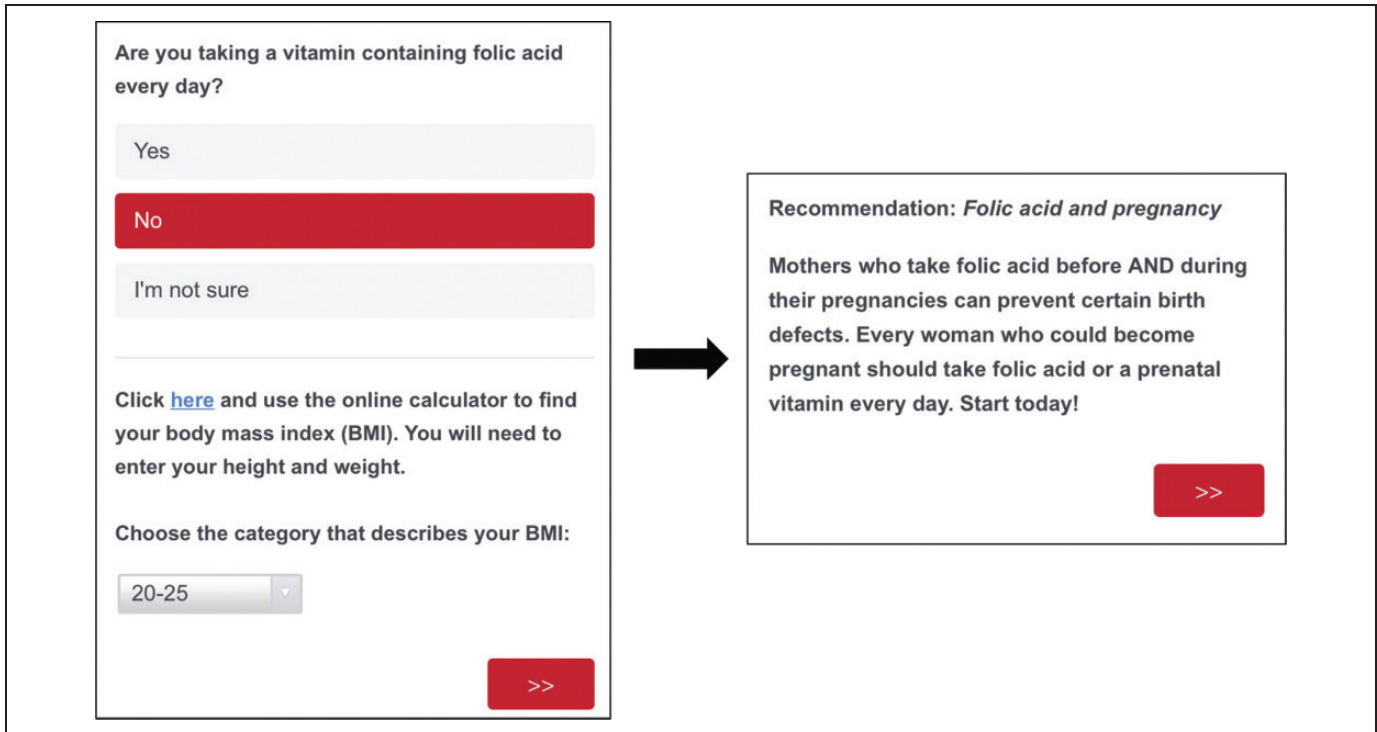 Are you taking a vitamin containing folic acid
every day?
Yes
No
I'm not sure
Click here and use the online calculator to find
your body mass index (BMI). You will need to
enter your height and weight.
Choose the category that describes your BMI:
20-25
>>
Recommendation: Folic acid and pregnancy
Mothers who take folic acid before AND during
their pregnancies can prevent certain birth
defects. Every woman who could become
pregnant should take folic acid or a prenatal
vitamin every day. Start today!
>>